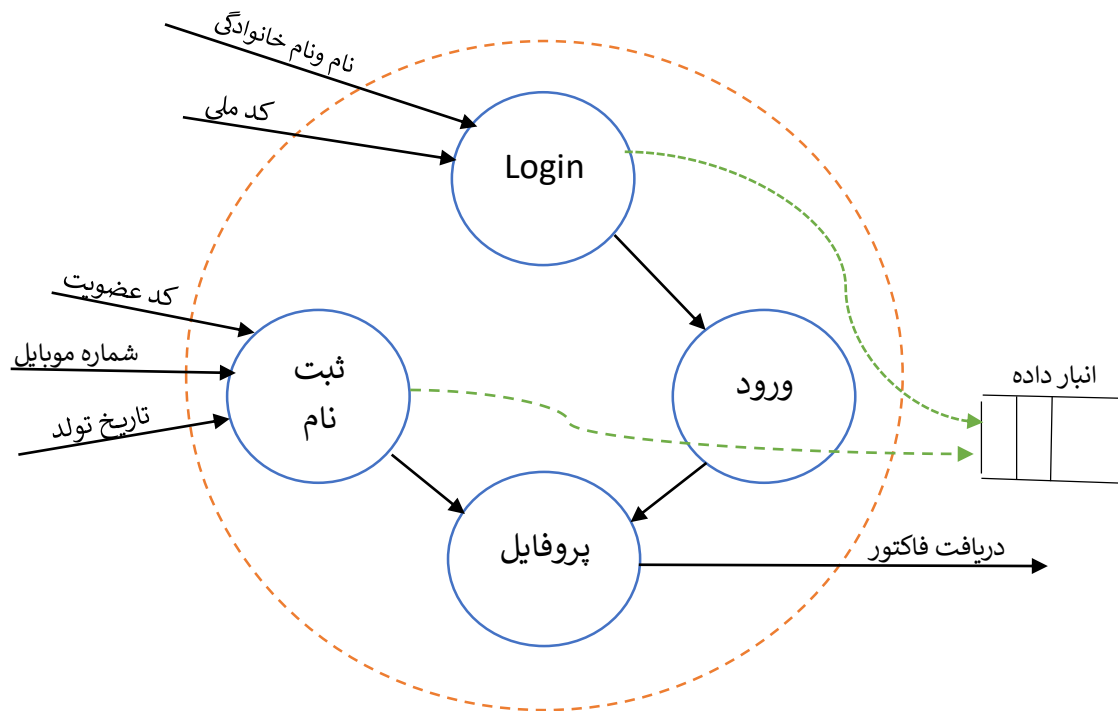 نام ونام خانوادگی
کد ملی
Login
کد عضویت
شماره موبایل
تاریخ تولد
ثبت
نام
ورود
انبار داده
پروفایل
دریافت فاکتور